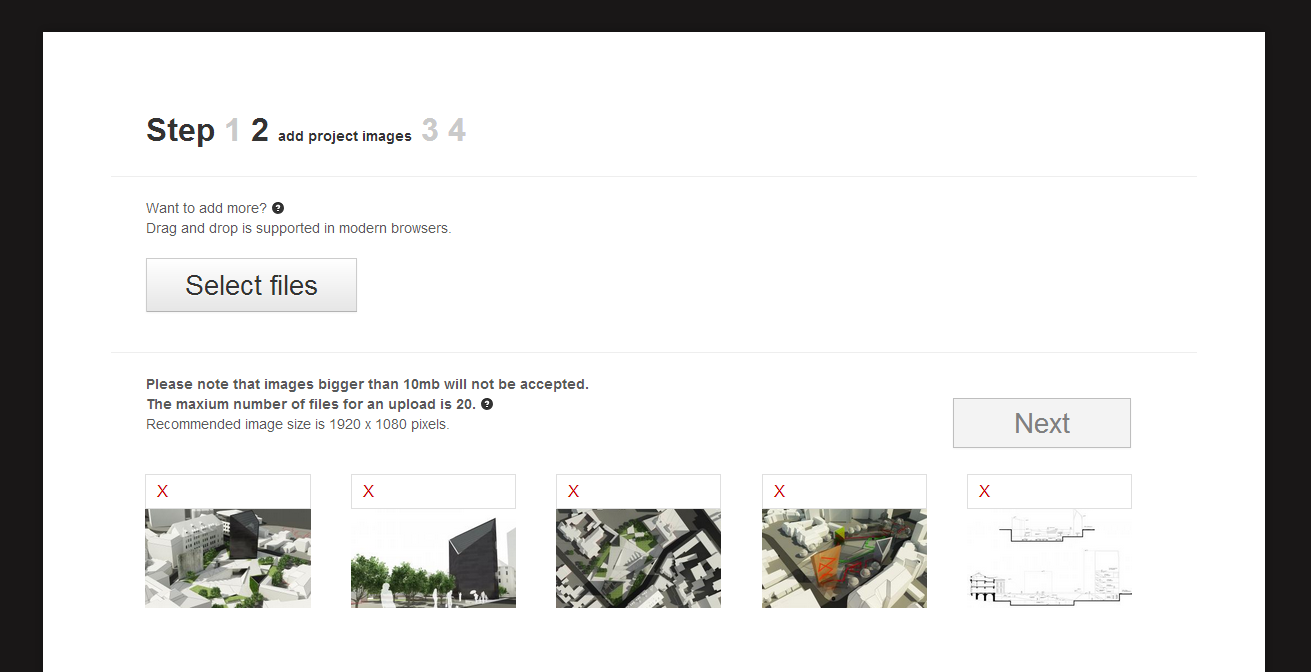 Step 1 2 add project images 3 4
Want to add more? ?
Drag and drop is supported in modern browsers.
Select files
Please note that images bigger than 10mb will not be accepted.
The maxium number of files for an upload is 20. ?
Recommended image size is 1920 x 1080 pixels.
Next
X X X X X